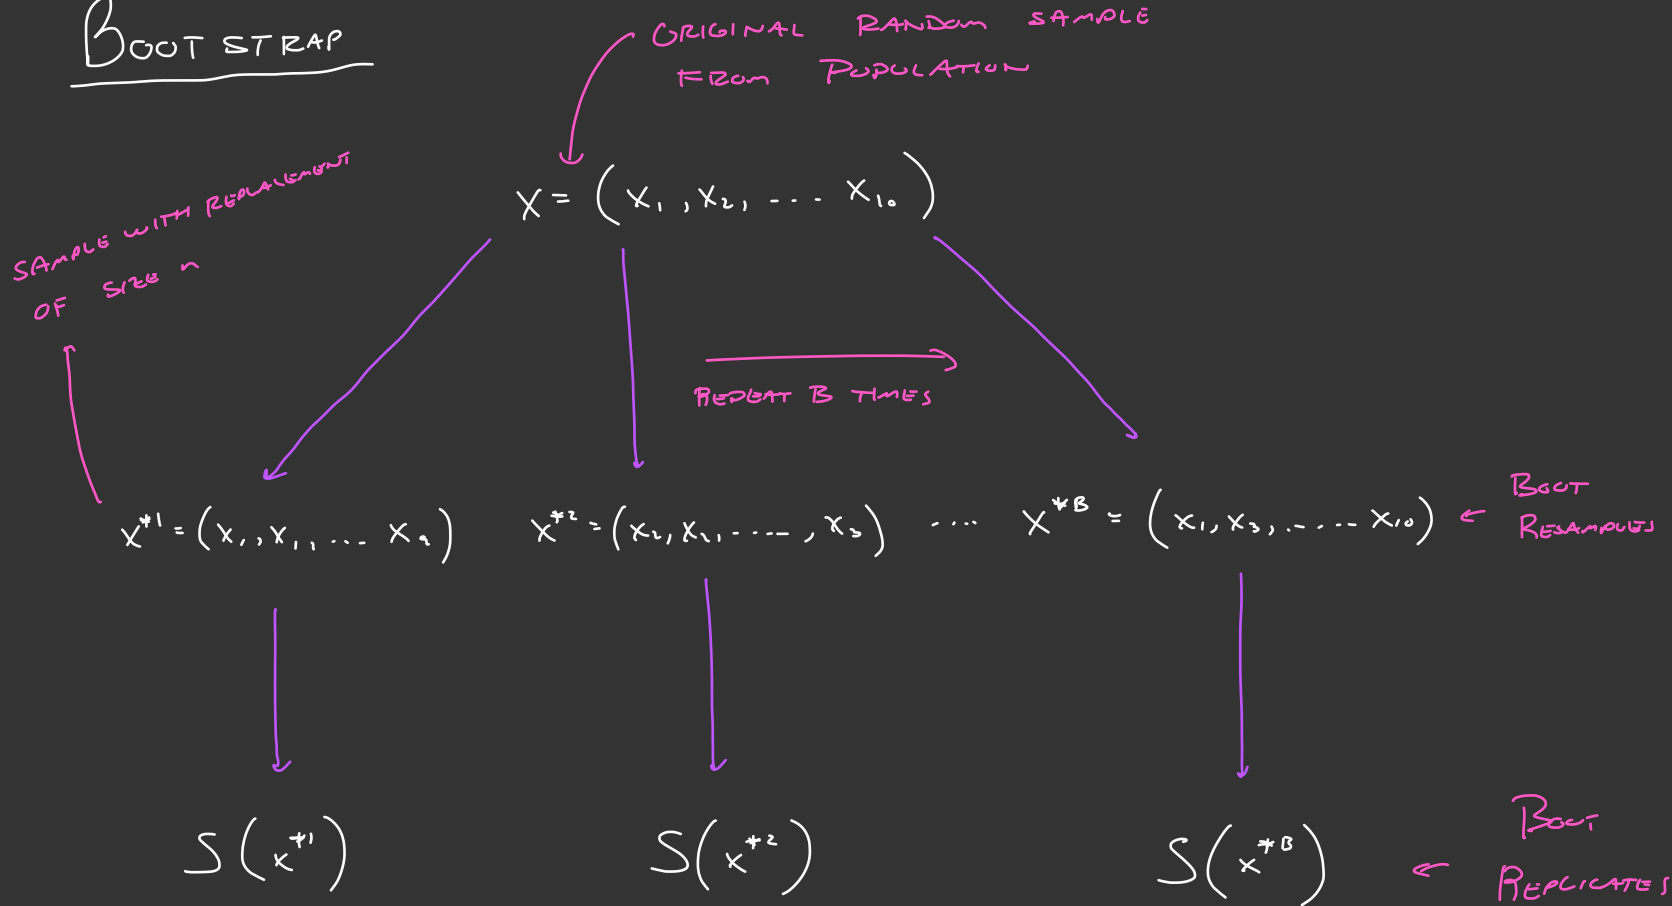 BOOTSTRAP
ORIGINAL RANDOM SAMPLE
FROM POPULATION
X = (x₁, x₂, ... x₁₀)
SAMPLE WITH REPLACEMENT
OF SIZE n
REPEAT B TIMES
x*¹ = (x₁, x₁, ... x₉)
x*² = (x₂, x₂, ..... , x₃)
....
x*ᴮ = (x₁, x₃, ..... x₁₀)
BOOT
RESAMPLES
S(x*¹)
S(x*²)
S(x*ᴮ)
BOOT
REPLICATES